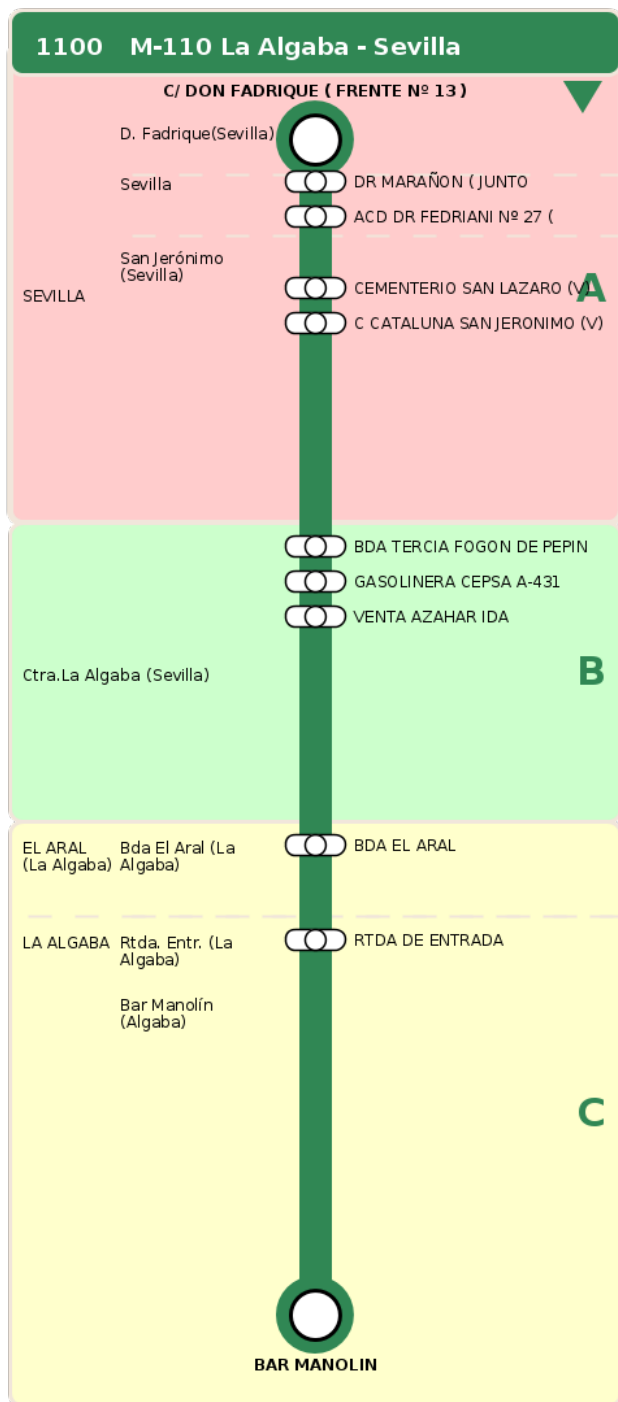 1100 M-110 La Algaba - Sevilla
C/ DON FADRIQUE ( FRENTE Nº 13 )
D. Fadrique(Sevilla)
Sevilla
DR MARAÑON ( JUNTO
ACD DR FEDRIANI Nº 27 (
San Jerónimo
(Sevilla)
SEVILLA
CEMENTERIO SAN LAZARO (V)
A
C CATALUNA SAN JERONIMO (V)
BDA TERCIA FOGON DE PEPIN
GASOLINERA CEPSA A-431
VENTA AZAHAR IDA
Ctra.La Algaba (Sevilla)
B
EL ARAL
(La Algaba)
Bda El Aral (La
Algaba)
BDA EL ARAL
LA ALGABA
Rtda. Entr. (La
Algaba)
RTDA DE ENTRADA
Bar Manolín
(Algaba)
C
BAR MANOLIN